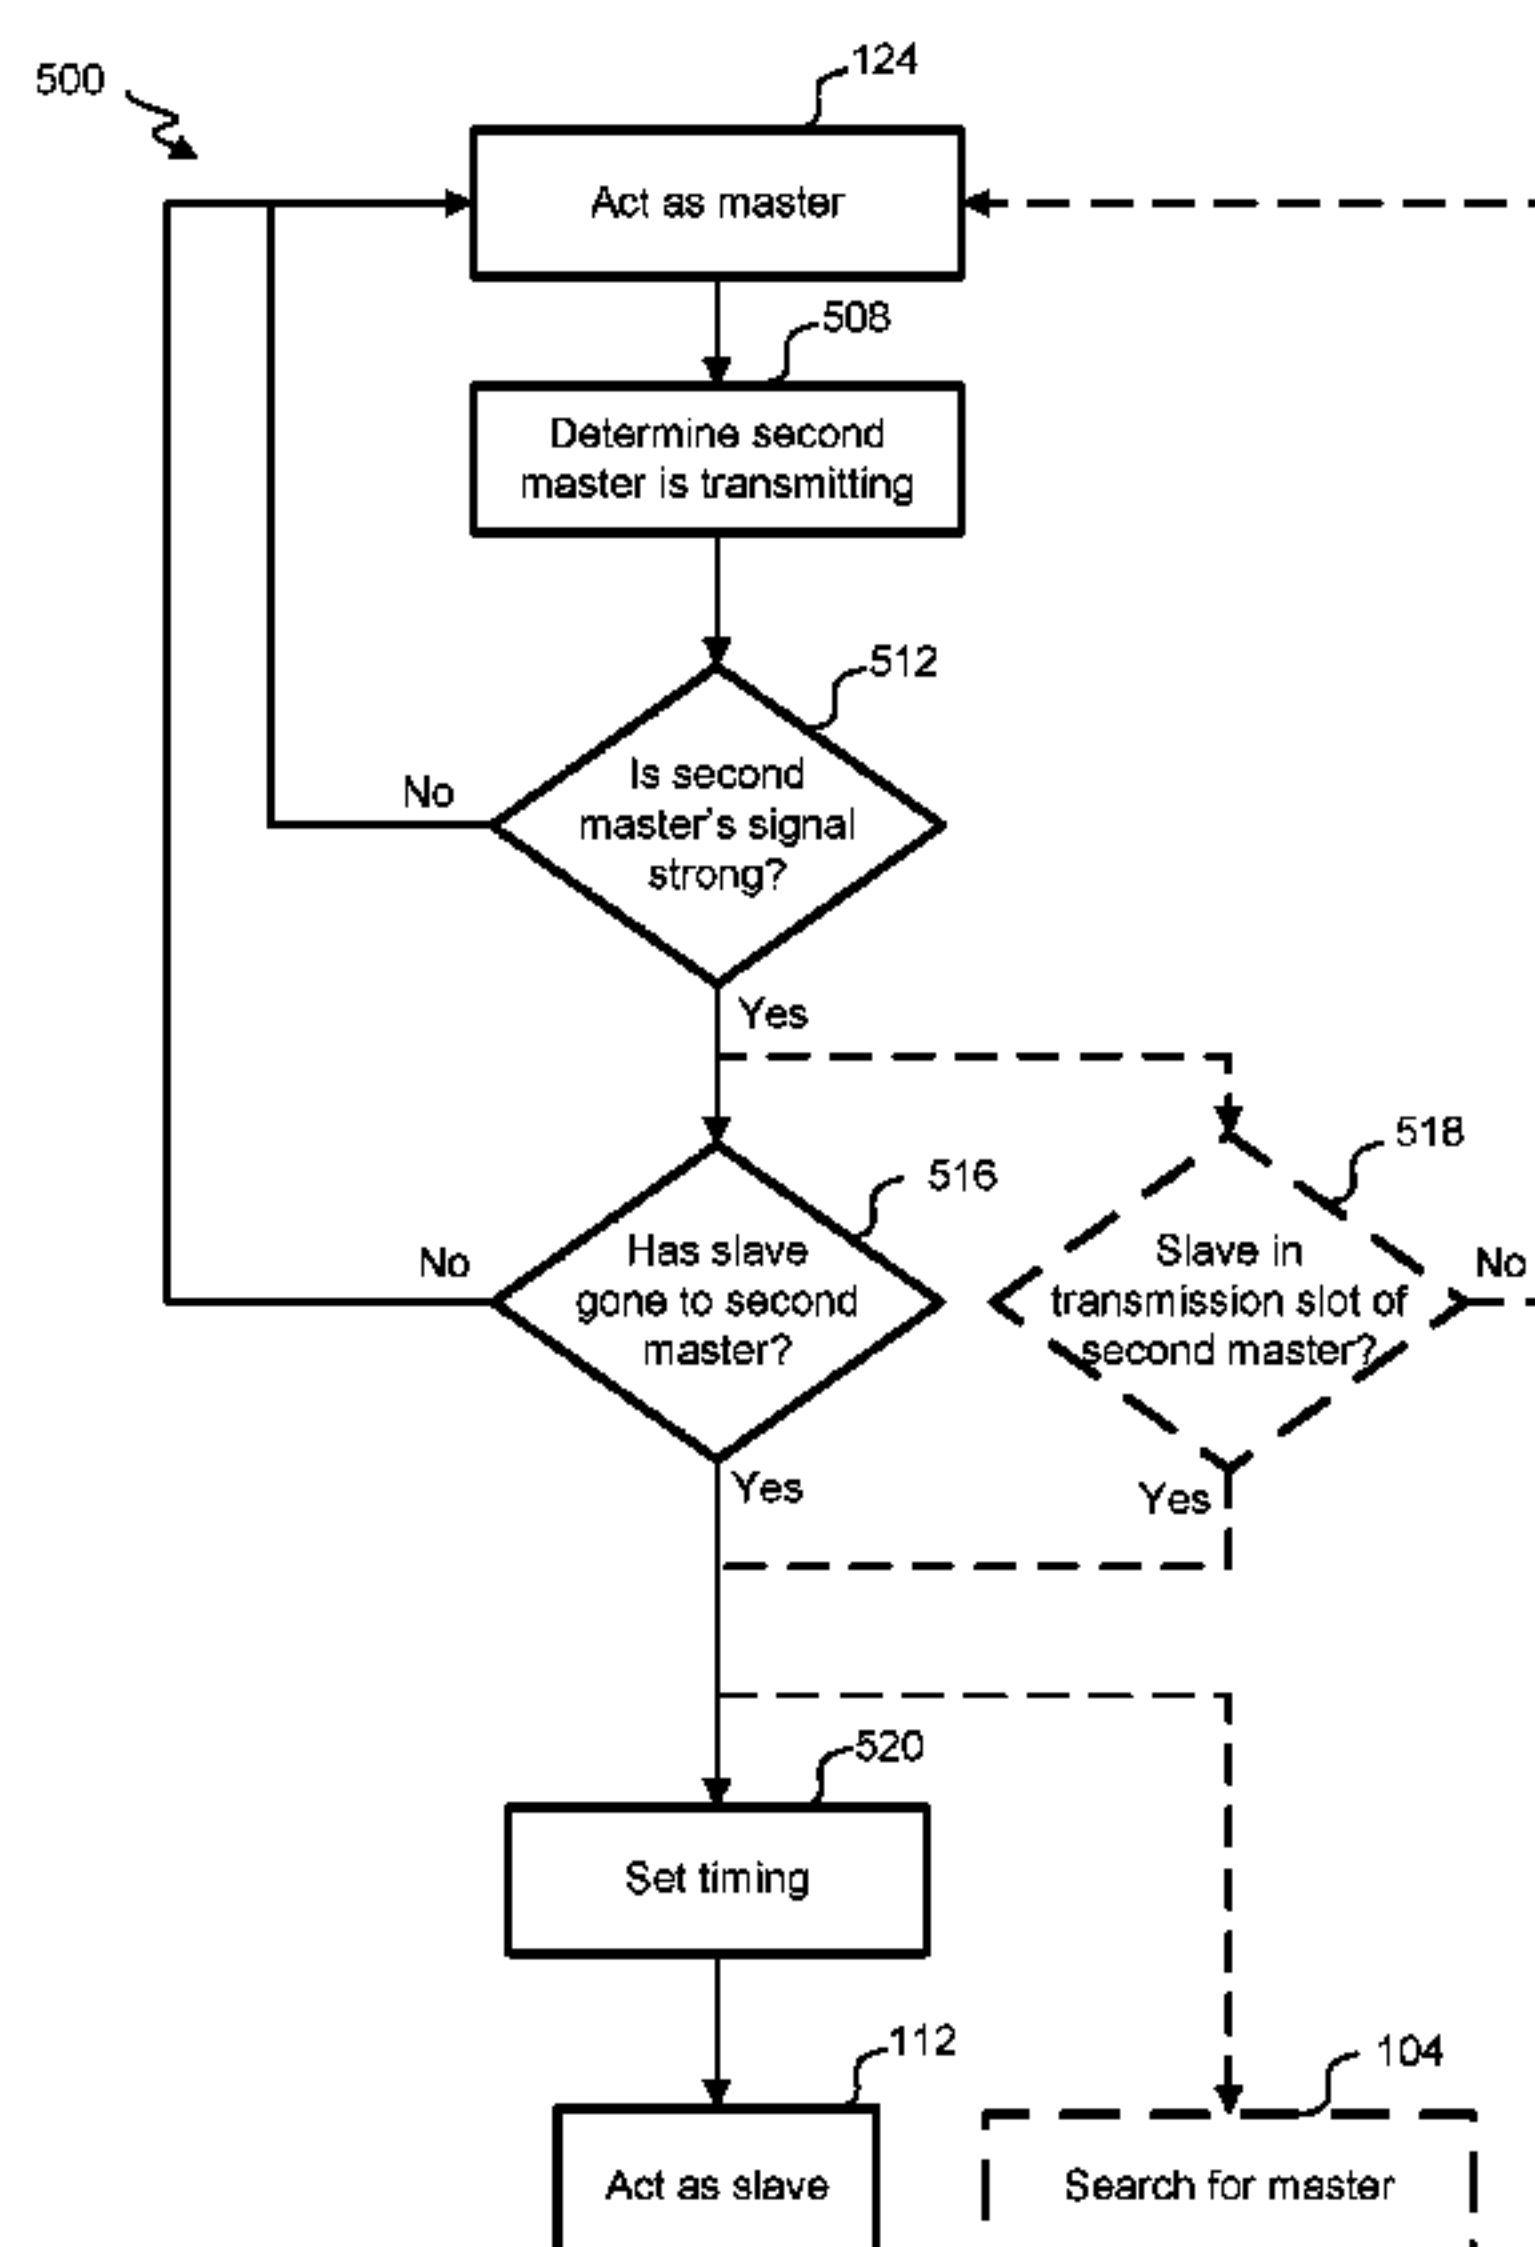 500
124
Act as master
508
Determine second
master is transmitting
512
Is second
master's signal
strong?
No
Yes
516
Has slave
gone to second
master?
No
Yes
518
Slave in
transmission slot of
second master?
No
Yes
520
Set timing
112
Act as slave
104
Search for master